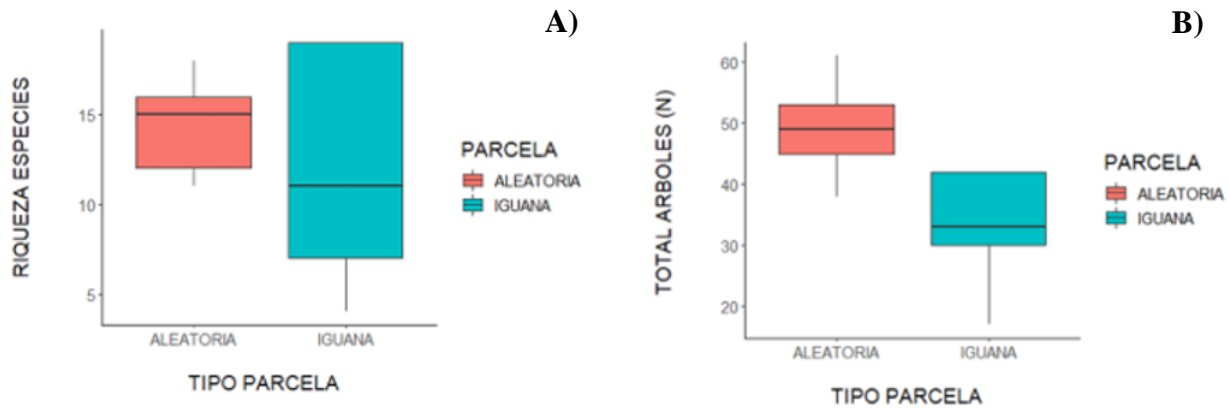 A)
RIQUEZA ESPECIES
15
10
5
ALEATORIA IGUANA
TIPO PARCELA
PARCELA
ALEATORIA
IGUANA
B)
TOTAL ARBOLES (N)
60
50
40
30
20
ALEATORIA IGUANA
TIPO PARCELA
PARCELA
ALEATORIA
IGUANA